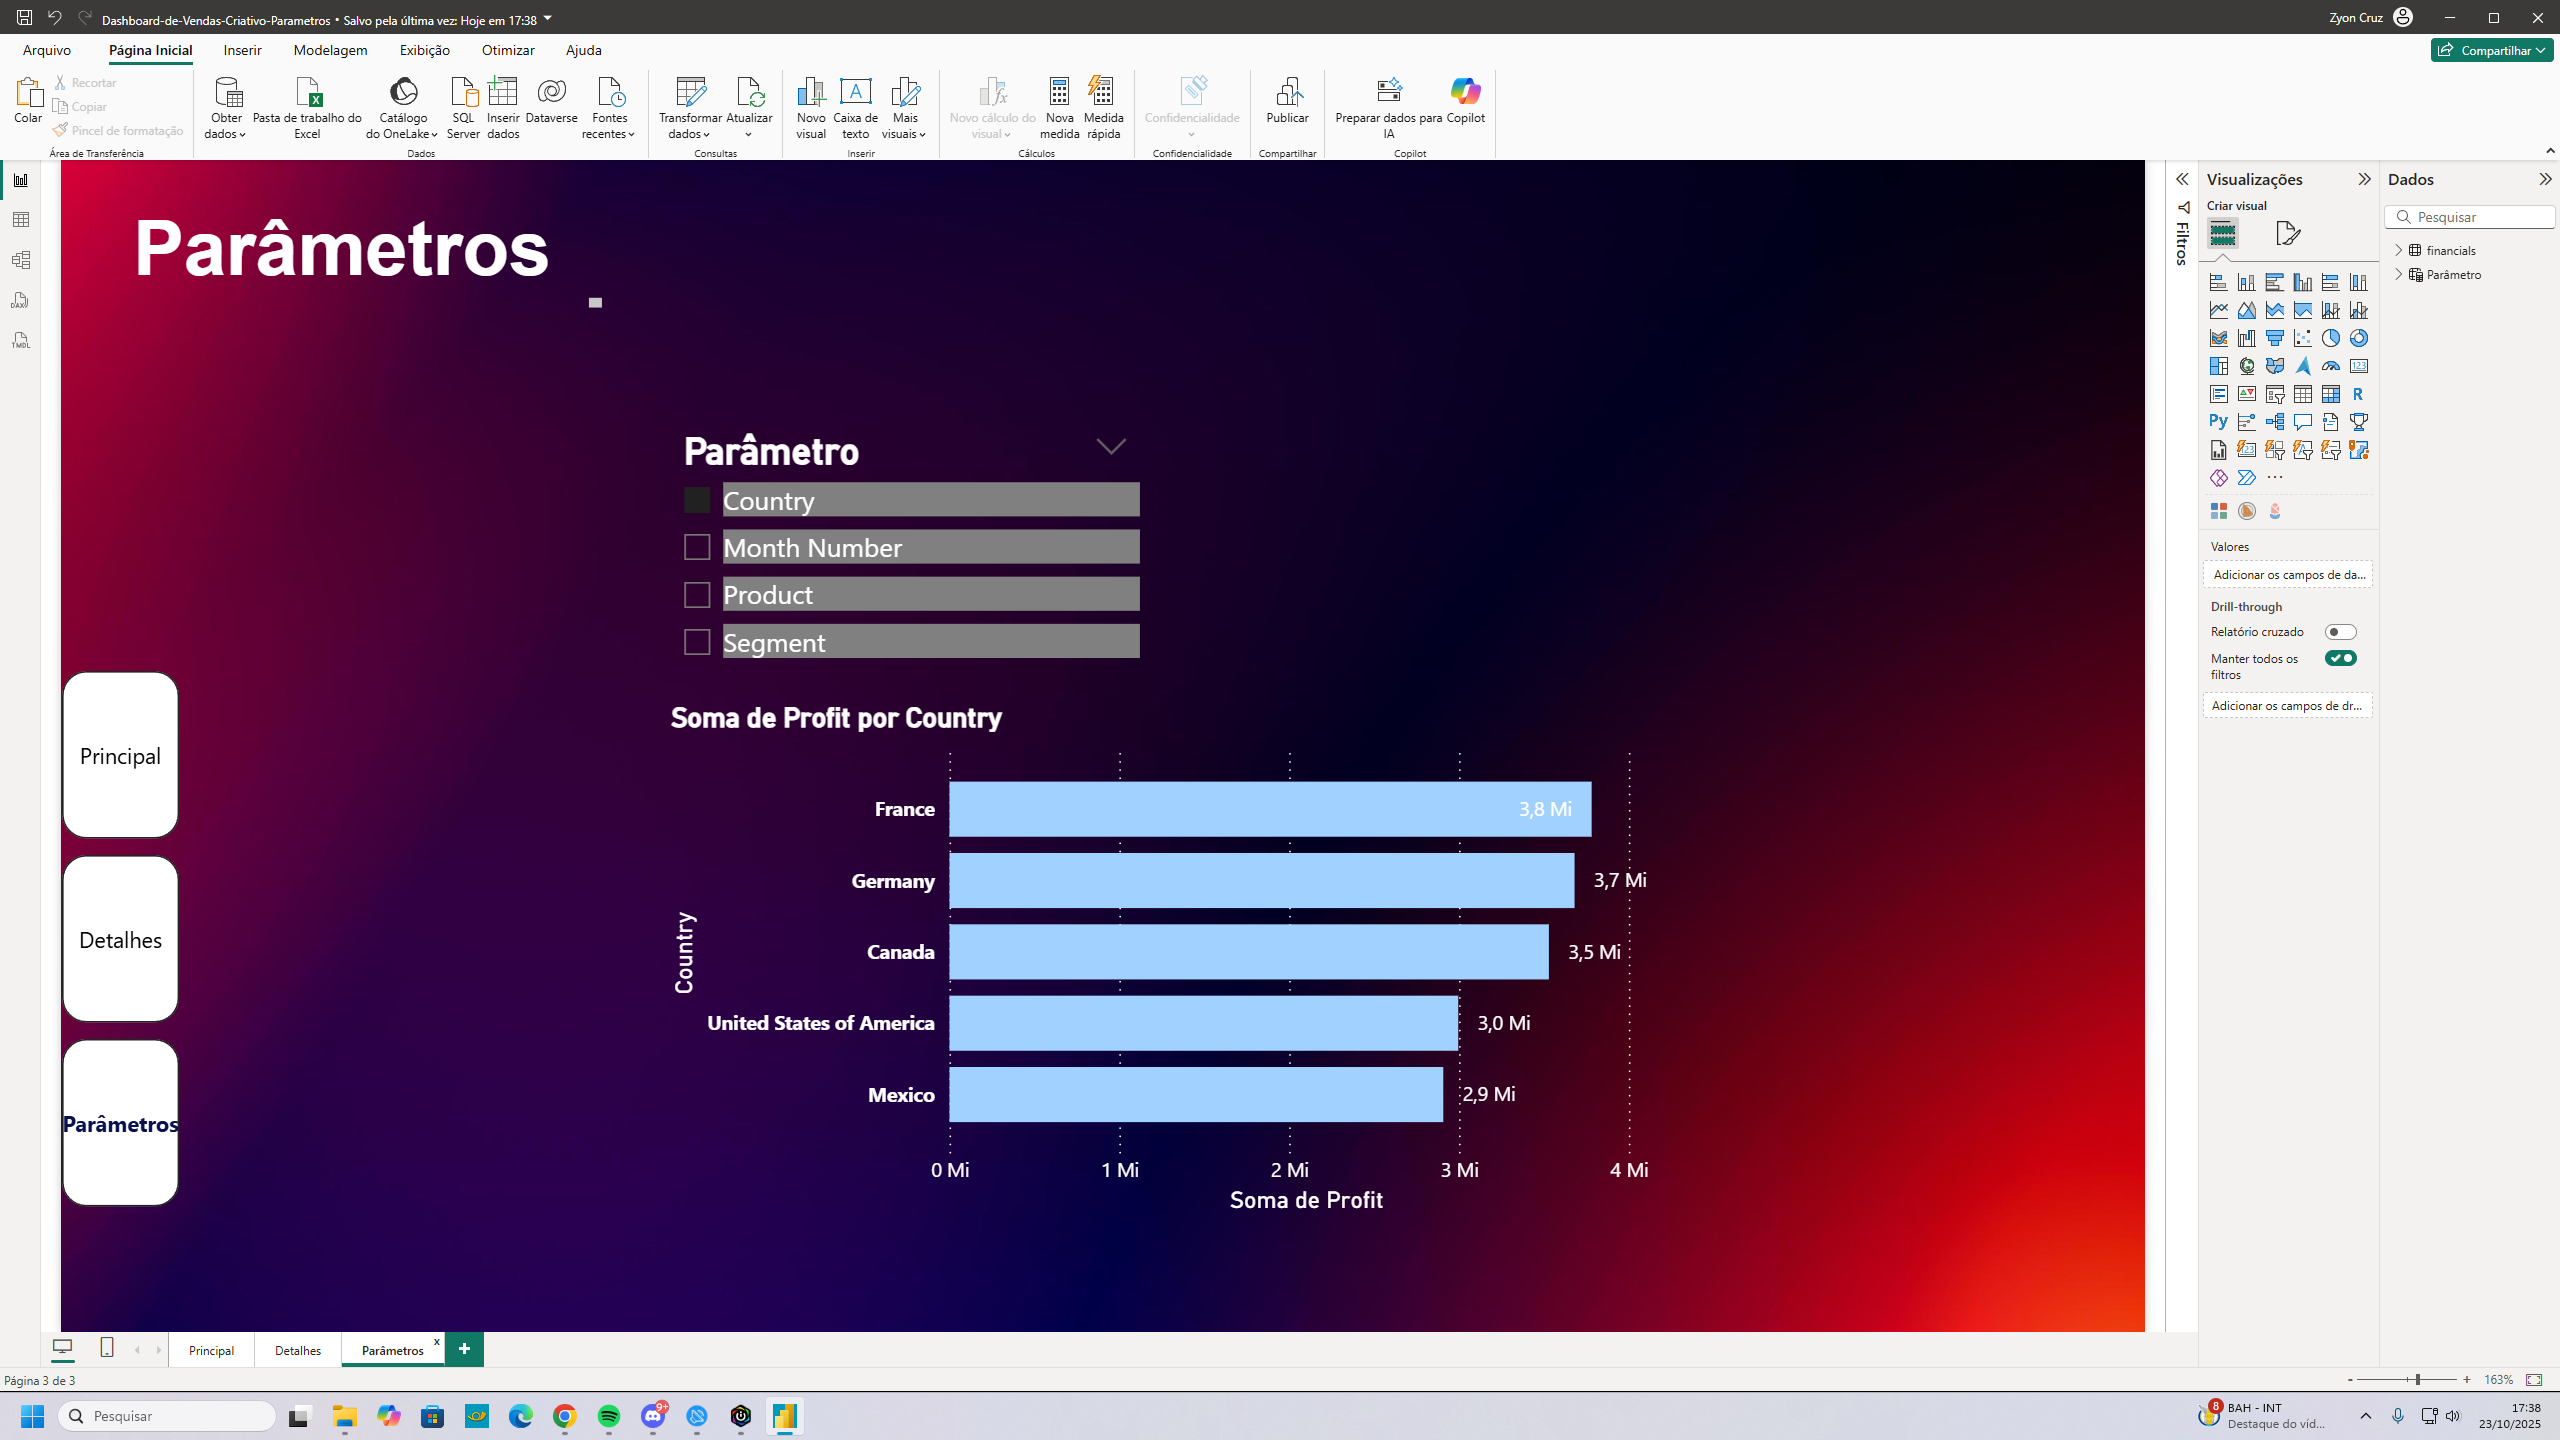 Dashboard-de-Vendas-Criativo-Parametros • Salvo pela última vez: Hoje em 17:38
Zyon Cruz
Arquivo Página Inicial Inserir Modelagem Exibição Otimizar Ajuda
Compartilhar
Colar
Recortar
Copiar
Pincel de formatação
Área de Transferência
Obter dados
Pasta de trabalho do Excel
Catálogo do OneLake
SQL Server
Inserir dados
Dataverse
Fontes recentes
Dados
Transformar dados
Atualizar
Consultas
Novo visual
Caixa de texto
Mais visuais
Inserir
Novo cálculo do visual
Nova medida
Medida rápida
Cálculos
Confidencialidade
Confidencialidade
Publicar
Compartilhar
Preparar dados para IA
Copilot
Copilot
DAX
TMDL
Parâmetros
Parâmetro
Country
Month Number
Product
Segment
Principal
Detalhes
Parâmetros
Soma de Profit por Country
Country
France 3,8 Mi
Germany 3,7 Mi
Canada 3,5 Mi
United States of America 3,0 Mi
Mexico 2,9 Mi
0 Mi 1 Mi 2 Mi 3 Mi 4 Mi
Soma de Profit
Filtros
Visualizações
Criar visual
123
R
Py
123
Valores
Adicionar os campos de da...
Drill-through
Relatório cruzado
Manter todos os filtros
Adicionar os campos de dr...
Dados
Pesquisar
financials
Parâmetro
Principal Detalhes Parâmetros x +
Página 3 de 3
- + 163%
Pesquisar
9+
8
BAH - INT
Destaque do víd...
17:38
23/10/2025